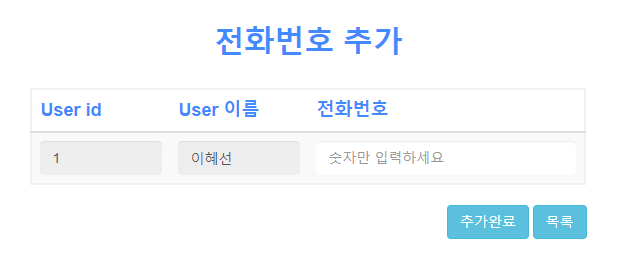 전화번호 추가
User id User 이름 전화번호
1 이혜선 숫자만 입력하세요
추가완료 목록